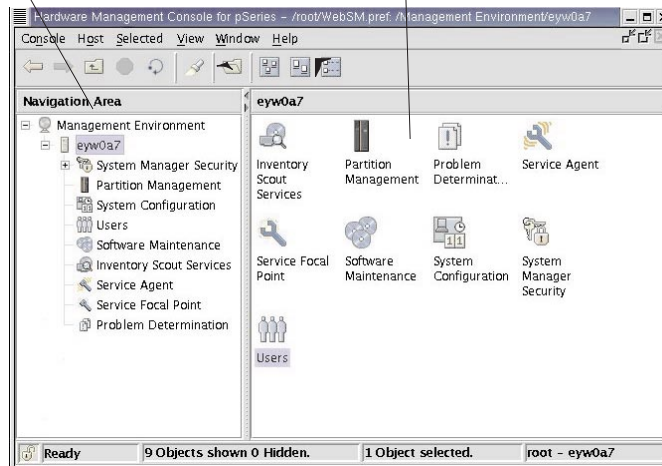 Hardware Management Console for pSeries - /root/WebSM.pref: /Management Environment/eyw0a7
Console Host Selected View Window Help
Navigation Area
eyw0a7
Management Environment
eyw0a7
System Manager Security
Partition Management
System Configuration
Users
Software Maintenance
Inventory Scout Services
Service Agent
Service Focal Point
Problem Determination
Inventory
Scout
Services
Partition
Management
Problem
Determinat...
Service Agent
Service Focal
Point
Software
Maintenance
System
Configuration
System
Manager
Security
Users
Ready
9 Objects shown 0 Hidden.
1 Object selected.
root - eyw0a7